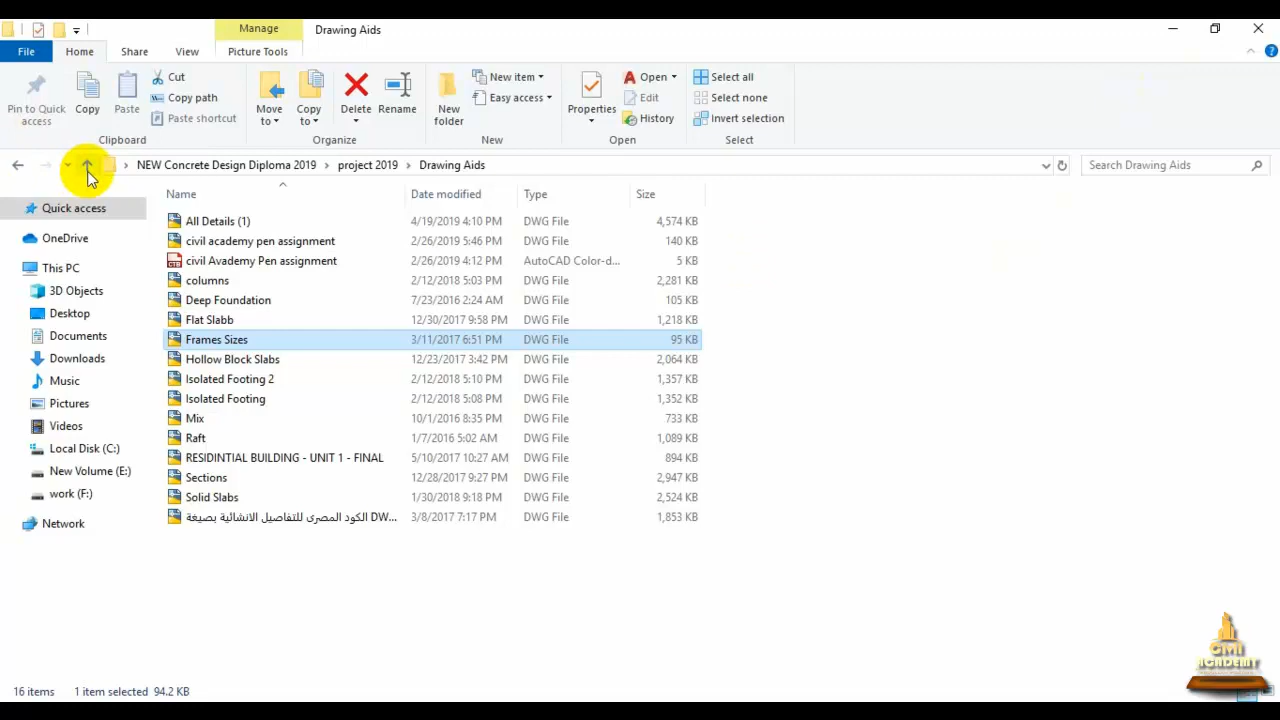 Manage
Drawing Aids
File
Home
Share
View
Picture Tools
Pin to Quick access
Copy
Paste
Cut
Copy path
Paste shortcut
Clipboard
Move to
Copy to
Delete
Rename
Organize
New folder
New item
Easy access
New
Properties
Open
Edit
History
Open
Select all
Select none
Invert selection
Select
NEW Concrete Design Diploma 2019 › project 2019 › Drawing Aids
Search Drawing Aids
Quick access
OneDrive
This PC
3D Objects
Desktop
Documents
Downloads
Music
Pictures
Videos
Local Disk (C:)
New Volume (E:)
work (F:)
Network
Name Date modified Type Size
All Details (1) 4/19/2019 4:10 PM DWG File 4,574 KB
civil academy pen assignment 2/26/2019 5:46 PM DWG File 140 KB
civil Avademy Pen assignment 2/26/2019 4:12 PM AutoCAD Color-d... 5 KB
columns 2/12/2018 5:03 PM DWG File 2,281 KB
Deep Foundation 7/23/2016 2:24 AM DWG File 105 KB
Flat Slabb 12/30/2017 9:58 PM DWG File 1,218 KB
Frames Sizes 3/11/2017 6:51 PM DWG File 95 KB
Hollow Block Slabs 12/23/2017 3:42 PM DWG File 2,064 KB
Isolated Footing 2 2/12/2018 5:10 PM DWG File 1,357 KB
Isolated Footing 2/12/2018 5:08 PM DWG File 1,352 KB
Mix 10/1/2016 8:35 PM DWG File 733 KB
Raft 1/7/2016 5:02 AM DWG File 1,089 KB
RESIDINTIAL BUILDING - UNIT 1 - FINAL 5/10/2017 10:27 AM DWG File 894 KB
Sections 12/28/2017 9:27 PM DWG File 2,947 KB
Solid Slabs 1/30/2018 9:18 PM DWG File 2,524 KB
الكود المصرى للتفاصيل الانشائية بصيغة DW... 3/8/2017 7:17 PM DWG File 1,853 KB
16 items 1 item selected 94.2 KB
ACADEMY